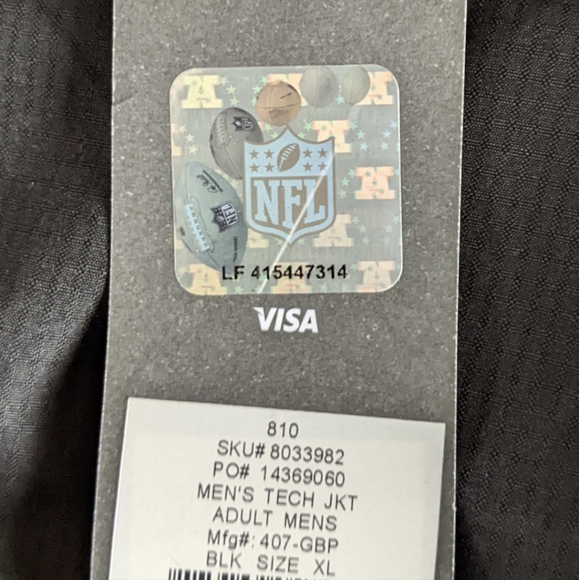 NFL
LF 415447314
VISA
810
SKU# 8033982
PO# 14369060
MEN'S TECH JKT
ADULT MENS
Mfg#: 407-GBP
BLK SIZE XL